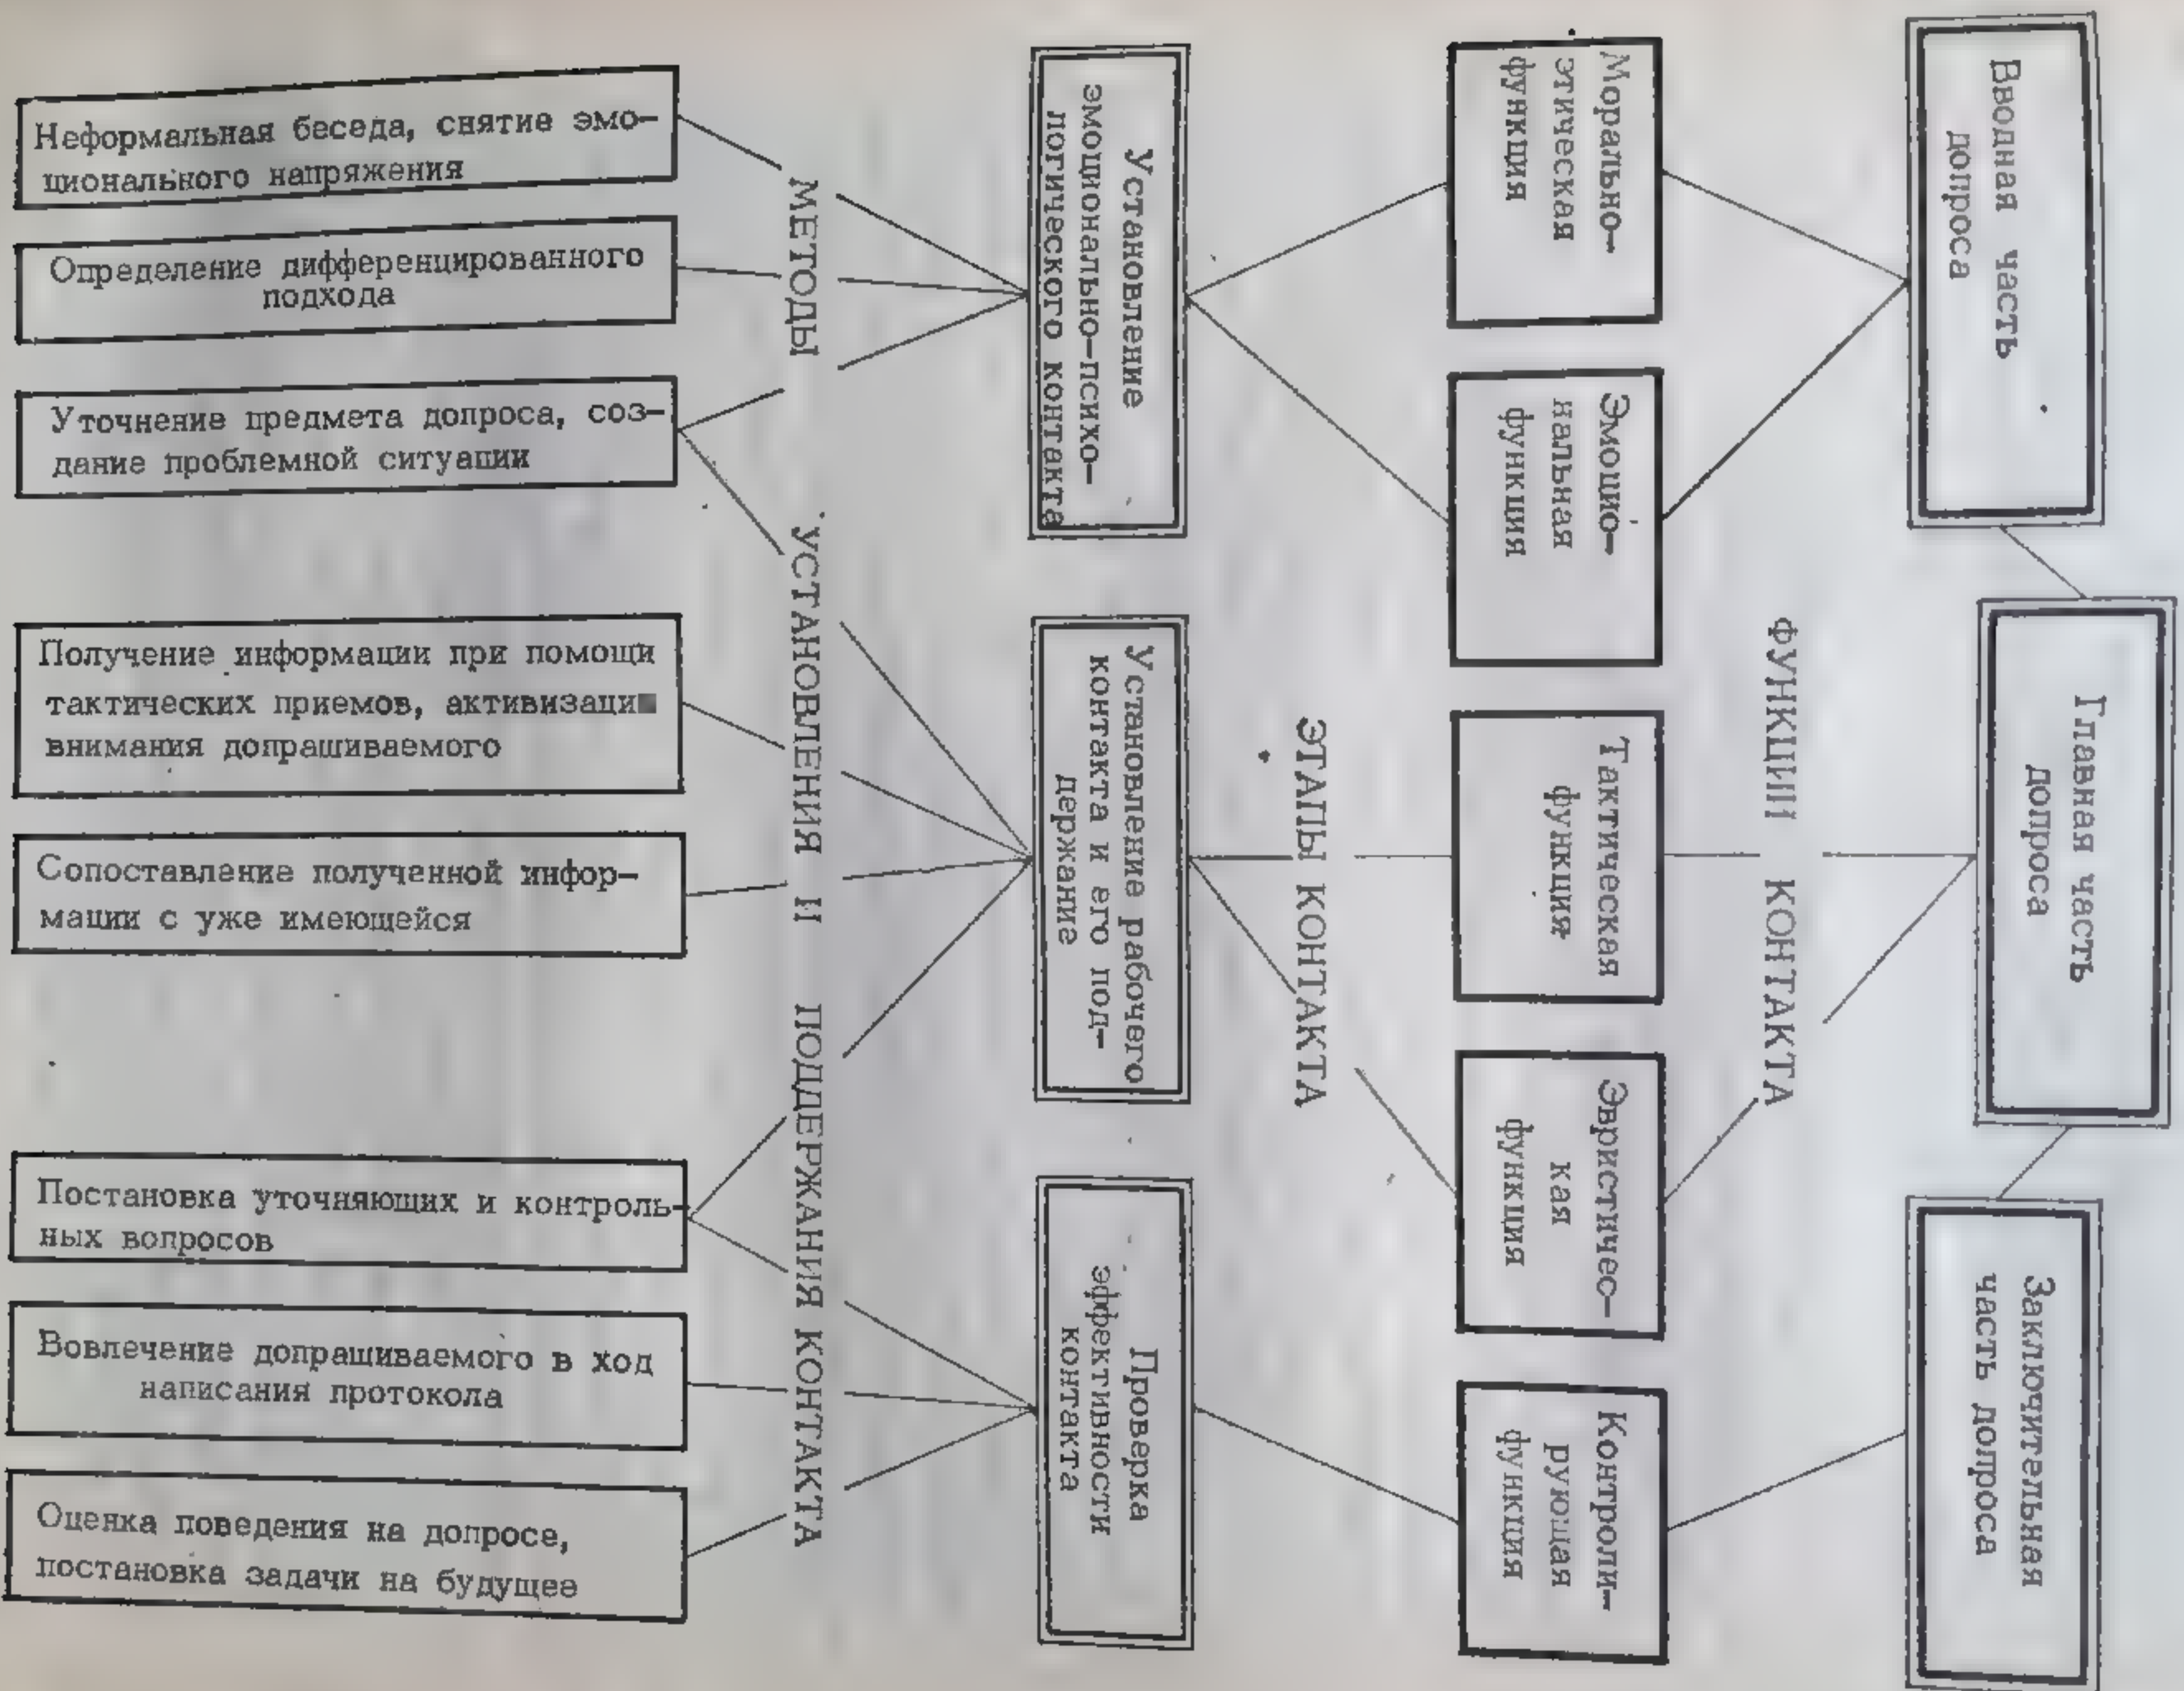 Вводная часть
допроса
Главная часть
допроса
Заключительная
часть допроса
ФУНКЦИИ КОНТАКТА
Морально-
этическая
функция
Эмоцио-
нальная
функция
Тактическая
функция
Эвристичес-
кая
функция
Контроли-
рующая
функция
ЭТАПЫ КОНТАКТА
Установление
эмоционально-психо-
логического контакта
Установление рабочего
контакта и его под-
держание
Проверка
эффективности
контакта
МЕТОДЫ УСТАНОВЛЕНИЯ И ПОДДЕРЖАНИЯ КОНТАКТА
Неформальная беседа, снятие эмо-
ционального напряжения
Определение дифференцированного
подхода
Уточнение предмета допроса, соз-
дание проблемной ситуации
Получение информации при помощи
тактических приемов,
внимания допрашиваемого
Сопоставление полученной инфор-
мации с уже имеющейся
Постановка уточняющих и контроль-
ных вопросов
Вовлечение допрашиваемого в ход
написания протокола
Оценка поведения на допросе,
постановка задачи на будущее